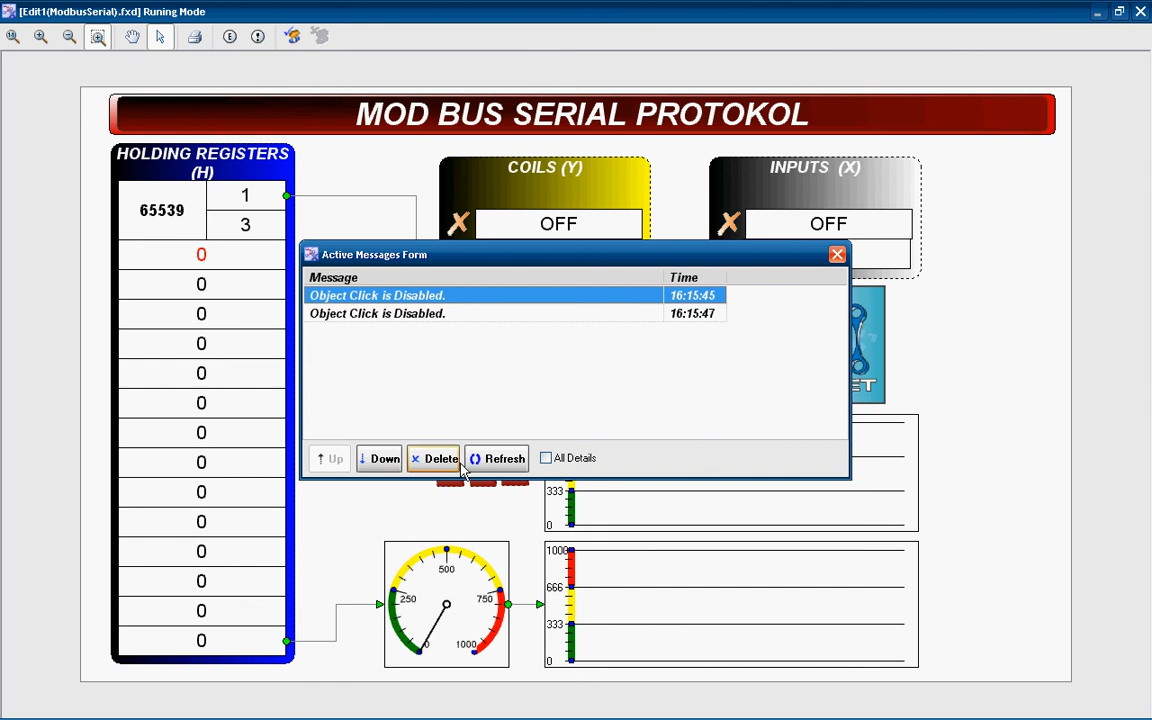 [Edit1(ModbusSerial).fxd] Runing Mode
MOD BUS SERIAL PROTOKOL
HOLDING REGISTERS
(H)
65539
1
3
0
0
0
0
0
0
0
0
0
0
0
0
0
0
COILS (Y)
OFF
INPUTS (X)
OFF
Active Messages Form
Message Time
Object Click is Disabled. 16:15:45
Object Click is Disabled. 16:15:47
Up Down Delete Refresh All Details
ET
333
0
0
250
500
750
1000
1000
666
333
0